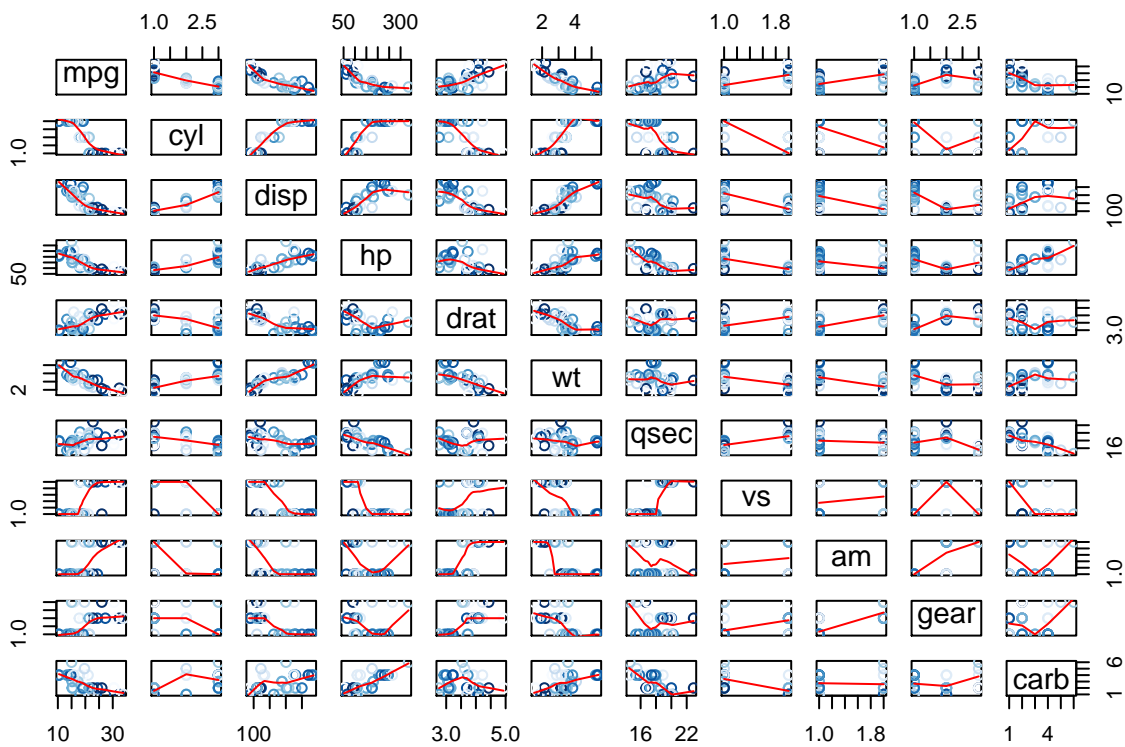 1.0 2.5 50 300 2 4 1.0 1.8 1.0 2.5
mpg 10
1.0 cyl
disp 100
50 hp
drat 3.0
2 wt
qsec 16
1.0 vs
am 1.0
1.0 gear
carb 1 6
10 30 100 3.0 5.0 16 22 1.0 1.8 1 4